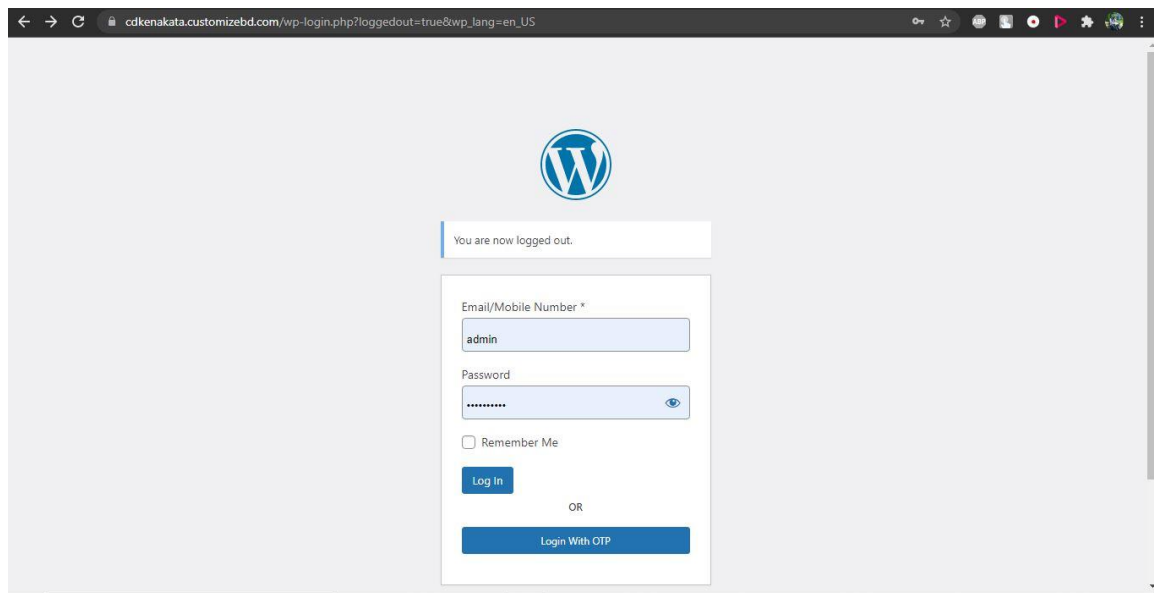 cdkenakata.customizebd.com/wp-login.php?loggedout=true&wp_lang=en_US
ABP
W
You are now logged out.
Email/Mobile Number *
admin
Password
••••••••••
Remember Me
Log In
OR
Login With OTP